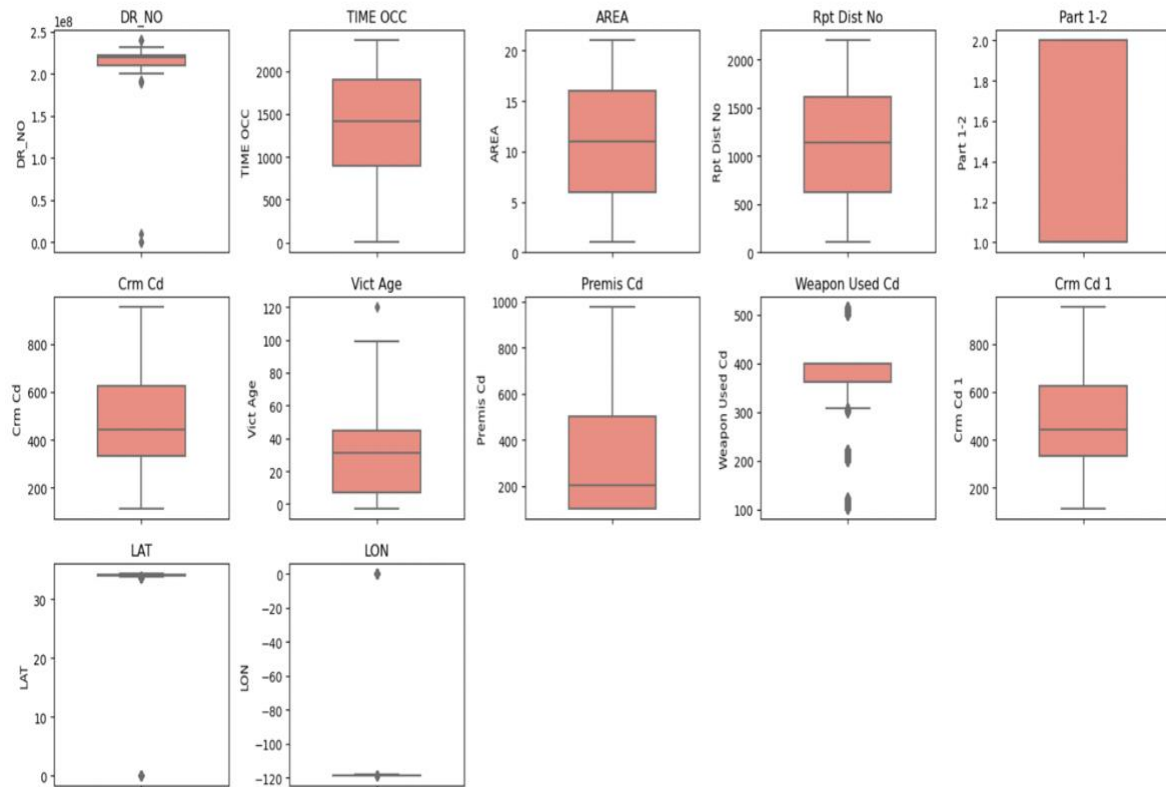 DR_NO
1e8
2.5
2.0
1.5
1.0
0.5
0.0
DR_NO
TIME OCC
2000
1500
1000
500
0
TIME OCC
AREA
20
15
10
5
0
AREA
Rpt Dist No
2000
1500
1000
500
0
Rpt Dist No
Part 1-2
2.0
1.8
1.6
1.4
1.2
1.0
Part 1-2
Crm Cd
800
600
400
200
Crm Cd
Vict Age
120
100
80
60
40
20
0
Vict Age
Premis Cd
1000
800
600
400
200
Premis Cd
Weapon Used Cd
500
400
300
200
100
Weapon Used Cd
Crm Cd 1
800
600
400
200
Crm Cd 1
LAT
30
20
10
0
LAT
LON
0
−20
−40
−60
−80
−100
−120
LON